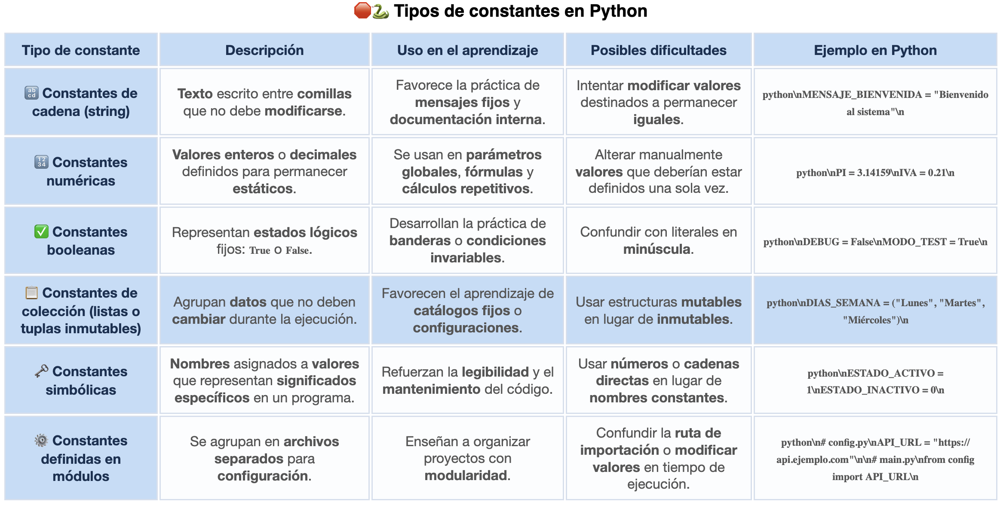 Tipos de constantes en Python
Tipo de constante
Descripción
Uso en el aprendizaje
Posibles dificultades
Ejemplo en Python
Constantes de
cadena (string)
Texto escrito entre comillas
que no debe modificarse.
Favorece la práctica de
mensajes fijos y
documentación interna.
Intentar modificar valores
destinados a permanecer
iguales.
python\nMENSAJE_BIENVENIDA = "Bienvenido
al sistema"\n
Constantes
numéricas
Valores enteros o decimales
definidos para permanecer
estáticos.
Se usan en parámetros
globales, fórmulas y
cálculos repetitivos.
Alterar manualmente
valores que deberían estar
definidos una sola vez.
python\nPI = 3.14159\nIVA = 0.21\n
Constantes
booleanas
Representan estados lógicos
fijos: True o False.
Desarrollan la práctica de
banderas o condiciones
invariables.
Confundir con literales en
minúscula.
python\nDEBUG = False\nMODO_TEST = True\n
Constantes de
colección (listas o
tuplas inmutables)
Agrupan datos que no deben
cambiar durante la ejecución.
Favorecen el aprendizaje de
catálogos fijos o
configuraciones.
Usar estructuras mutables
en lugar de inmutables.
python\nDIAS_SEMANA = ("Lunes", "Martes",
"Miércoles")\n
Constantes
simbólicas
Nombres asignados a valores
que representan significados
específicos en un programa.
Refuerzan la legibilidad y el
mantenimiento del código.
Usar números o cadenas
directas en lugar de
nombres constantes.
python\nESTADO_ACTIVO =
1\nESTADO_INACTIVO = 0\n
Constantes
definidas en
módulos
Se agrupan en archivos
separados para
configuración.
Enseñan a organizar
proyectos con
modularidad.
Confundir la ruta de
importación o modificar
valores en tiempo de
ejecución.
python\n# config.py\nAPI_URL = "https://
api.ejemplo.com"\n\n# main.py\nfrom config
import API_URL\n